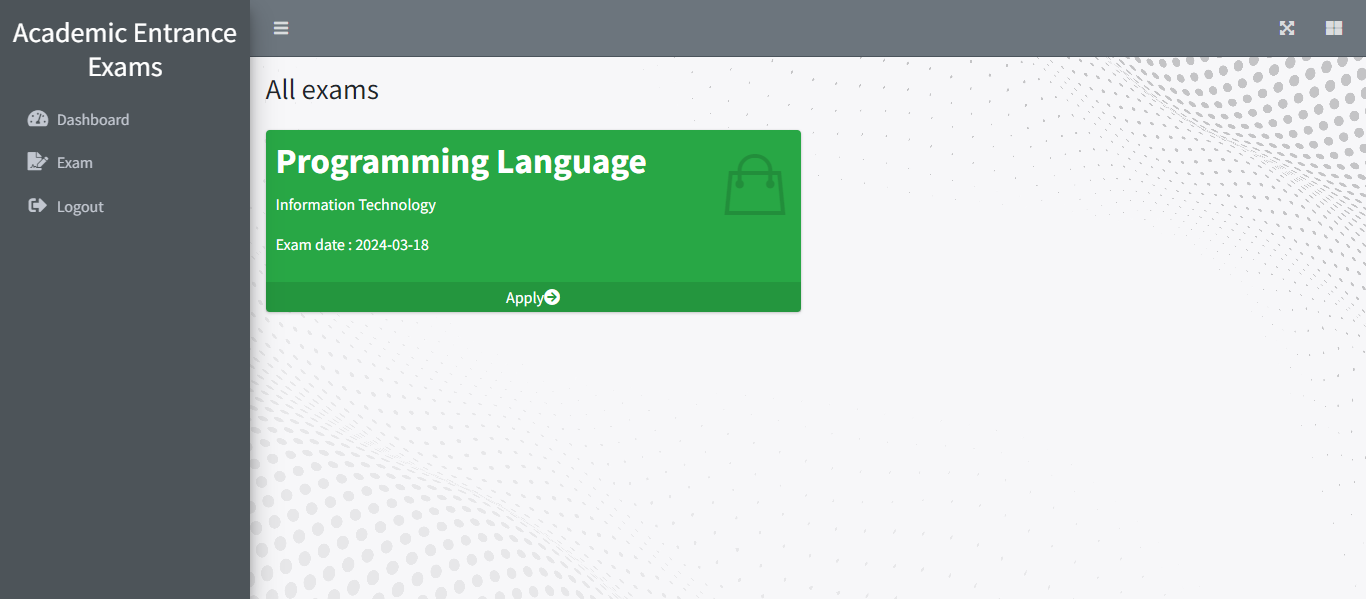 Academic Entrance
Exams
Dashboard
Exam
Logout
All exams
Programming Language
Information Technology
Exam date : 2024-03-18
Apply